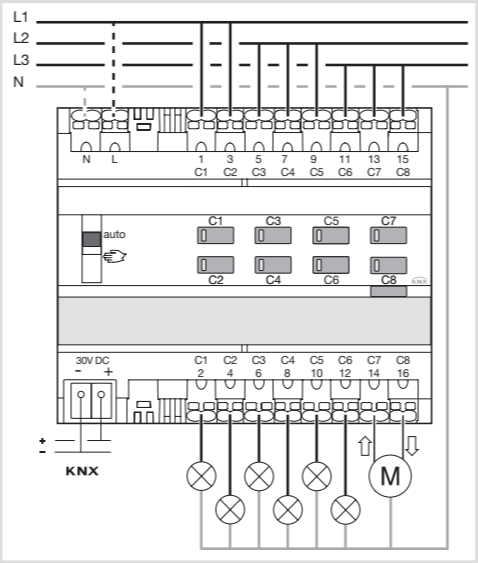 L1
L2
L3
N
N L 1 3 5 7 9 11 13 15
C1 C2 C3 C4 C5 C6 C7 C8
auto
C1 C3 C5 C7
C2 C4 C6 C8
KNX
30V DC
- +
C1 C2 C3 C4 C5 C6 C7 C8
2 4 6 8 10 12 14 16
+
-
KNX
M